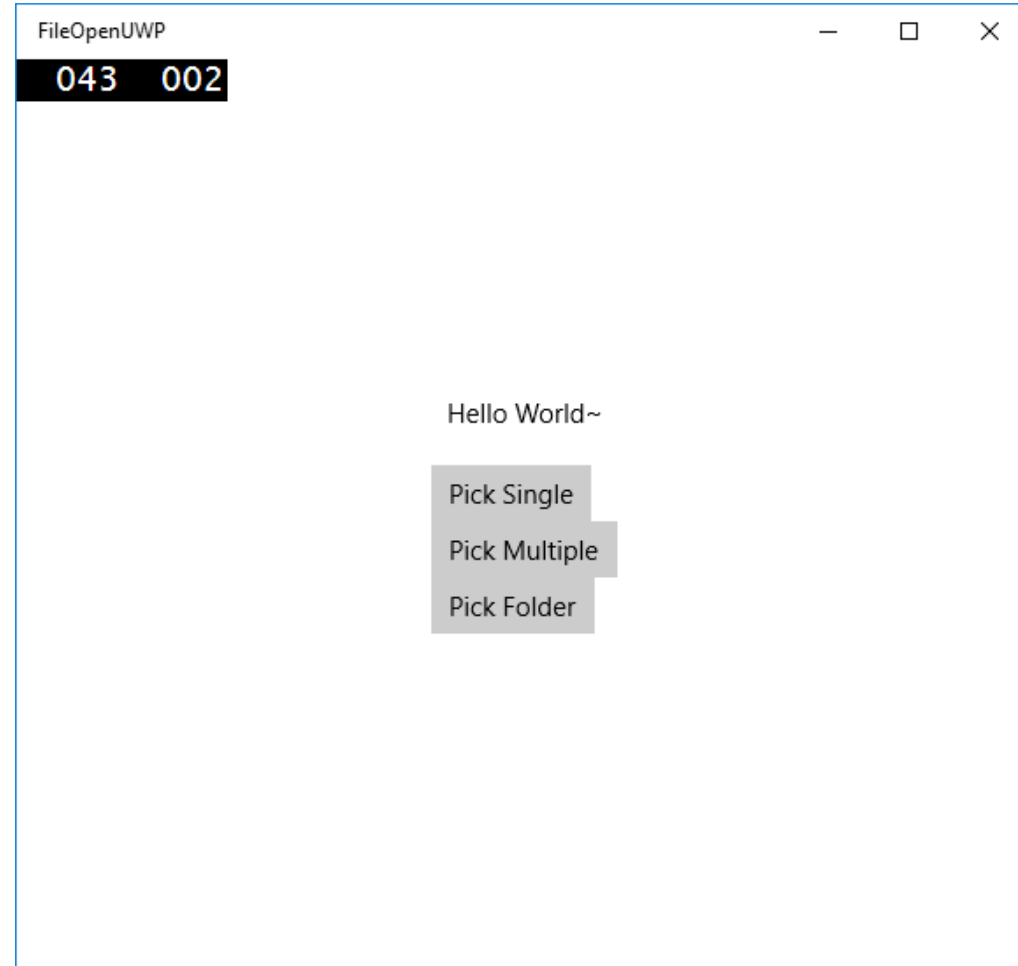 FileOpenUWP
043 002
Hello World~
Pick Single
Pick Multiple
Pick Folder